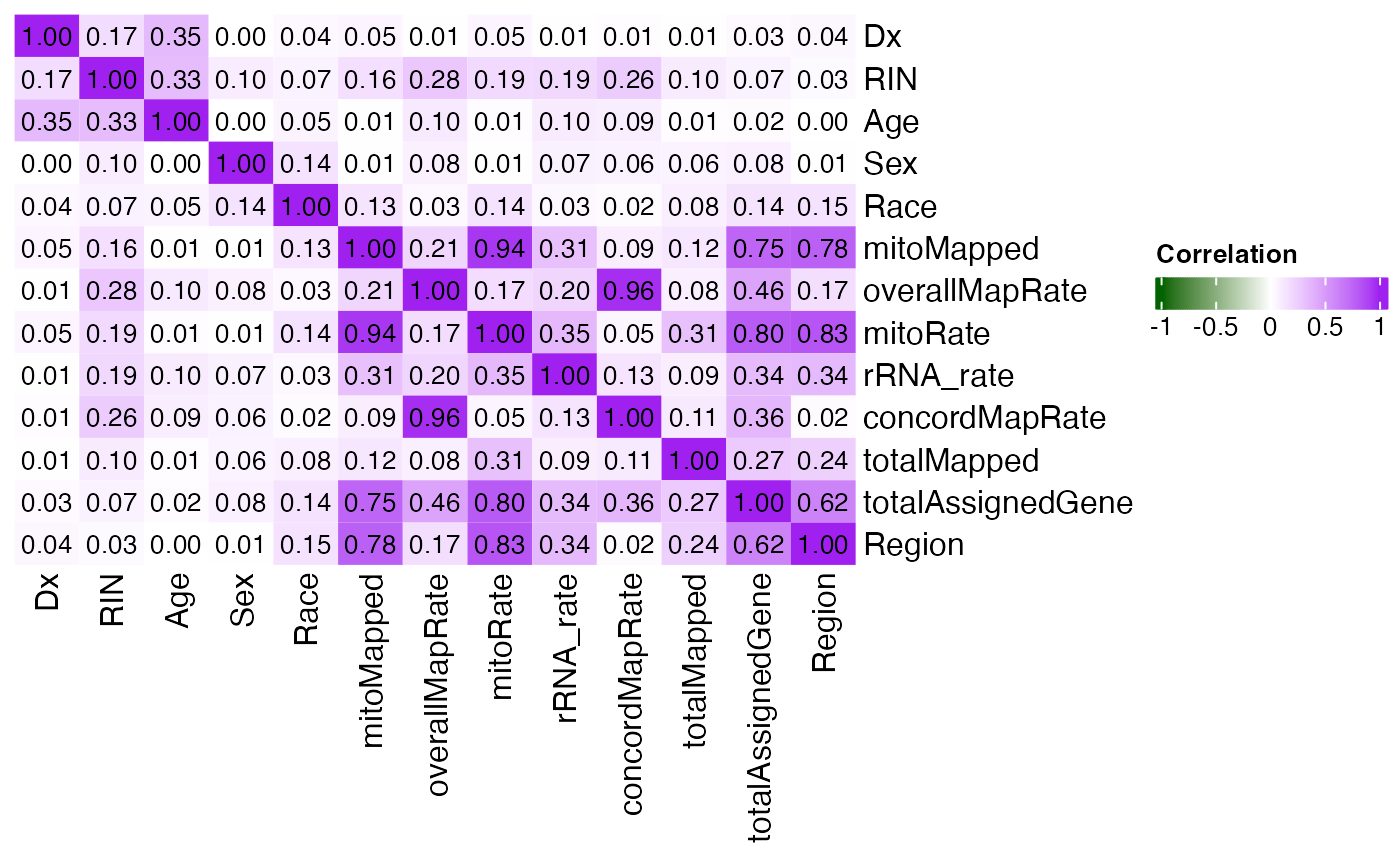 1.00 0.17 0.35 0.00 0.04 0.05 0.01 0.05 0.01 0.01 0.01 0.03 0.04 Dx
0.17 1.00 0.33 0.10 0.07 0.16 0.28 0.19 0.19 0.26 0.10 0.07 0.03 RIN
0.35 0.33 1.00 0.00 0.05 0.01 0.10 0.01 0.10 0.09 0.01 0.02 0.00 Age
0.00 0.10 0.00 1.00 0.14 0.01 0.08 0.01 0.07 0.06 0.06 0.08 0.01 Sex
0.04 0.07 0.05 0.14 1.00 0.13 0.03 0.14 0.03 0.02 0.08 0.14 0.15 Race
0.05 0.16 0.01 0.01 0.13 1.00 0.21 0.94 0.31 0.09 0.12 0.75 0.78 mitoMapped
0.01 0.28 0.10 0.08 0.03 0.21 1.00 0.17 0.20 0.96 0.08 0.46 0.17 overallMapRate
0.05 0.19 0.01 0.01 0.14 0.94 0.17 1.00 0.35 0.05 0.31 0.80 0.83 mitoRate
0.01 0.19 0.10 0.07 0.03 0.31 0.20 0.35 1.00 0.13 0.09 0.34 0.34 rRNA_rate
0.01 0.26 0.09 0.06 0.02 0.09 0.96 0.05 0.13 1.00 0.11 0.36 0.02 concordMapRate
0.01 0.10 0.01 0.06 0.08 0.12 0.08 0.31 0.09 0.11 1.00 0.27 0.24 totalMapped
0.03 0.07 0.02 0.08 0.14 0.75 0.46 0.80 0.34 0.36 0.27 1.00 0.62 totalAssignedGene
0.04 0.03 0.00 0.01 0.15 0.78 0.17 0.83 0.34 0.02 0.24 0.62 1.00 Region
Dx
RIN
Age
Sex
Race
mitoMapped
overallMapRate
mitoRate
rRNA_rate
concordMapRate
totalMapped
totalAssignedGene
Region
Correlation
-1 -0.5 0 0.5 1